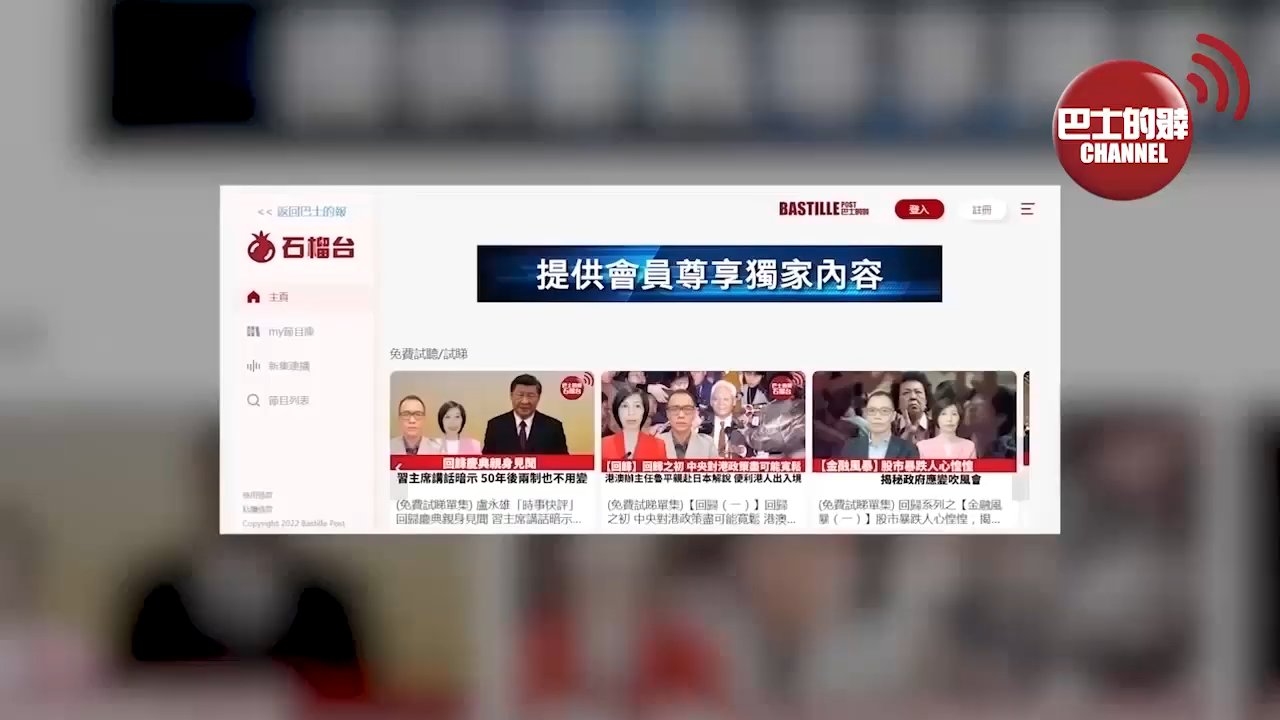 巴士的報
CHANNEL
<< 返回巴士的報
石榴台
主頁
my節目庫
新集連播
節目列表
使用條款
私隱條款
Copyright 2022 Bastille Post
BASTILLE POST 巴士的報
登入
註冊
提供會員尊享獨家內容
免費試聽/試睇
回歸慶典親身見聞
習主席講話暗示 50年後兩制也不用變
(免費試睇單集) 盧永雄「時事快評」
回歸慶典親身見聞 習主席講話暗示...
【回歸】回歸之初 中央對港政策盡可能寬鬆
港澳辦主任魯平親赴日本解說 便利港人出入境
(免費試睇單集)【回歸(一)】回歸
之初 中央對港政策盡可能寬鬆 港澳...
【金融風暴】股市暴跌人心惶惶
揭秘政府應變吹風會
(免費試睇單集) 回歸系列之【金融風
暴(一)】股市暴跌人心惶惶,揭...